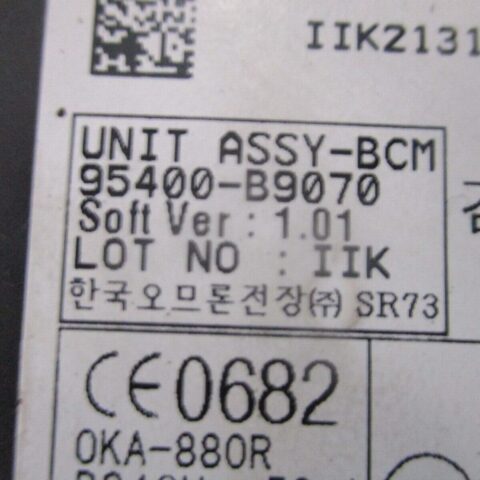 IIK2131
UNIT ASSY-BCM
95400-B9070
Soft Ver : 1.01
LOT NO : IIK
한국오므론전장(주) SR73
CE0682
OKA-880R